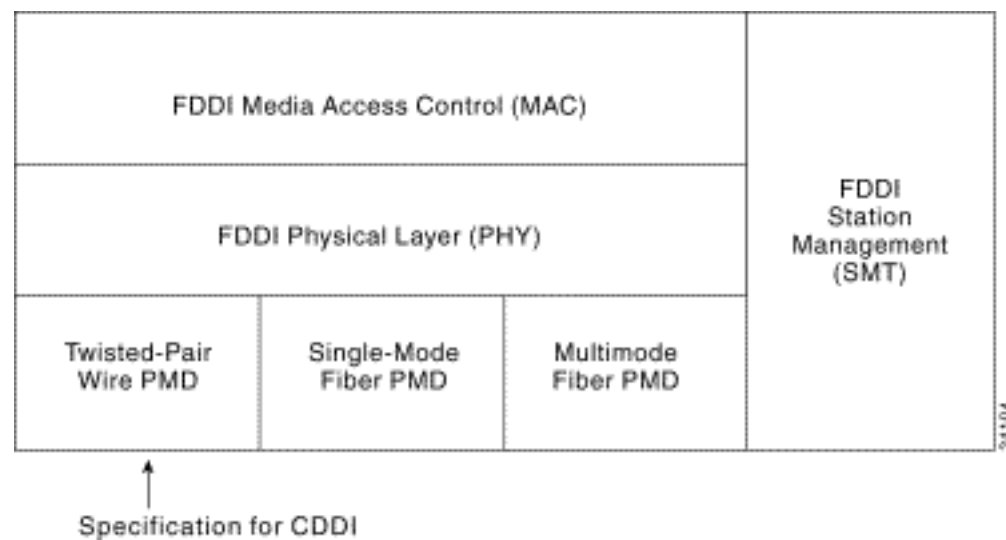 FDDI Media Access Control (MAC)
FDDI Physical Layer (PHY)
FDDI
Station
Management
(SMT)
Twisted-Pair
Wire PMD
Single-Mode
Fiber PMD
Multimode
Fiber PMD
Specification for CDDI